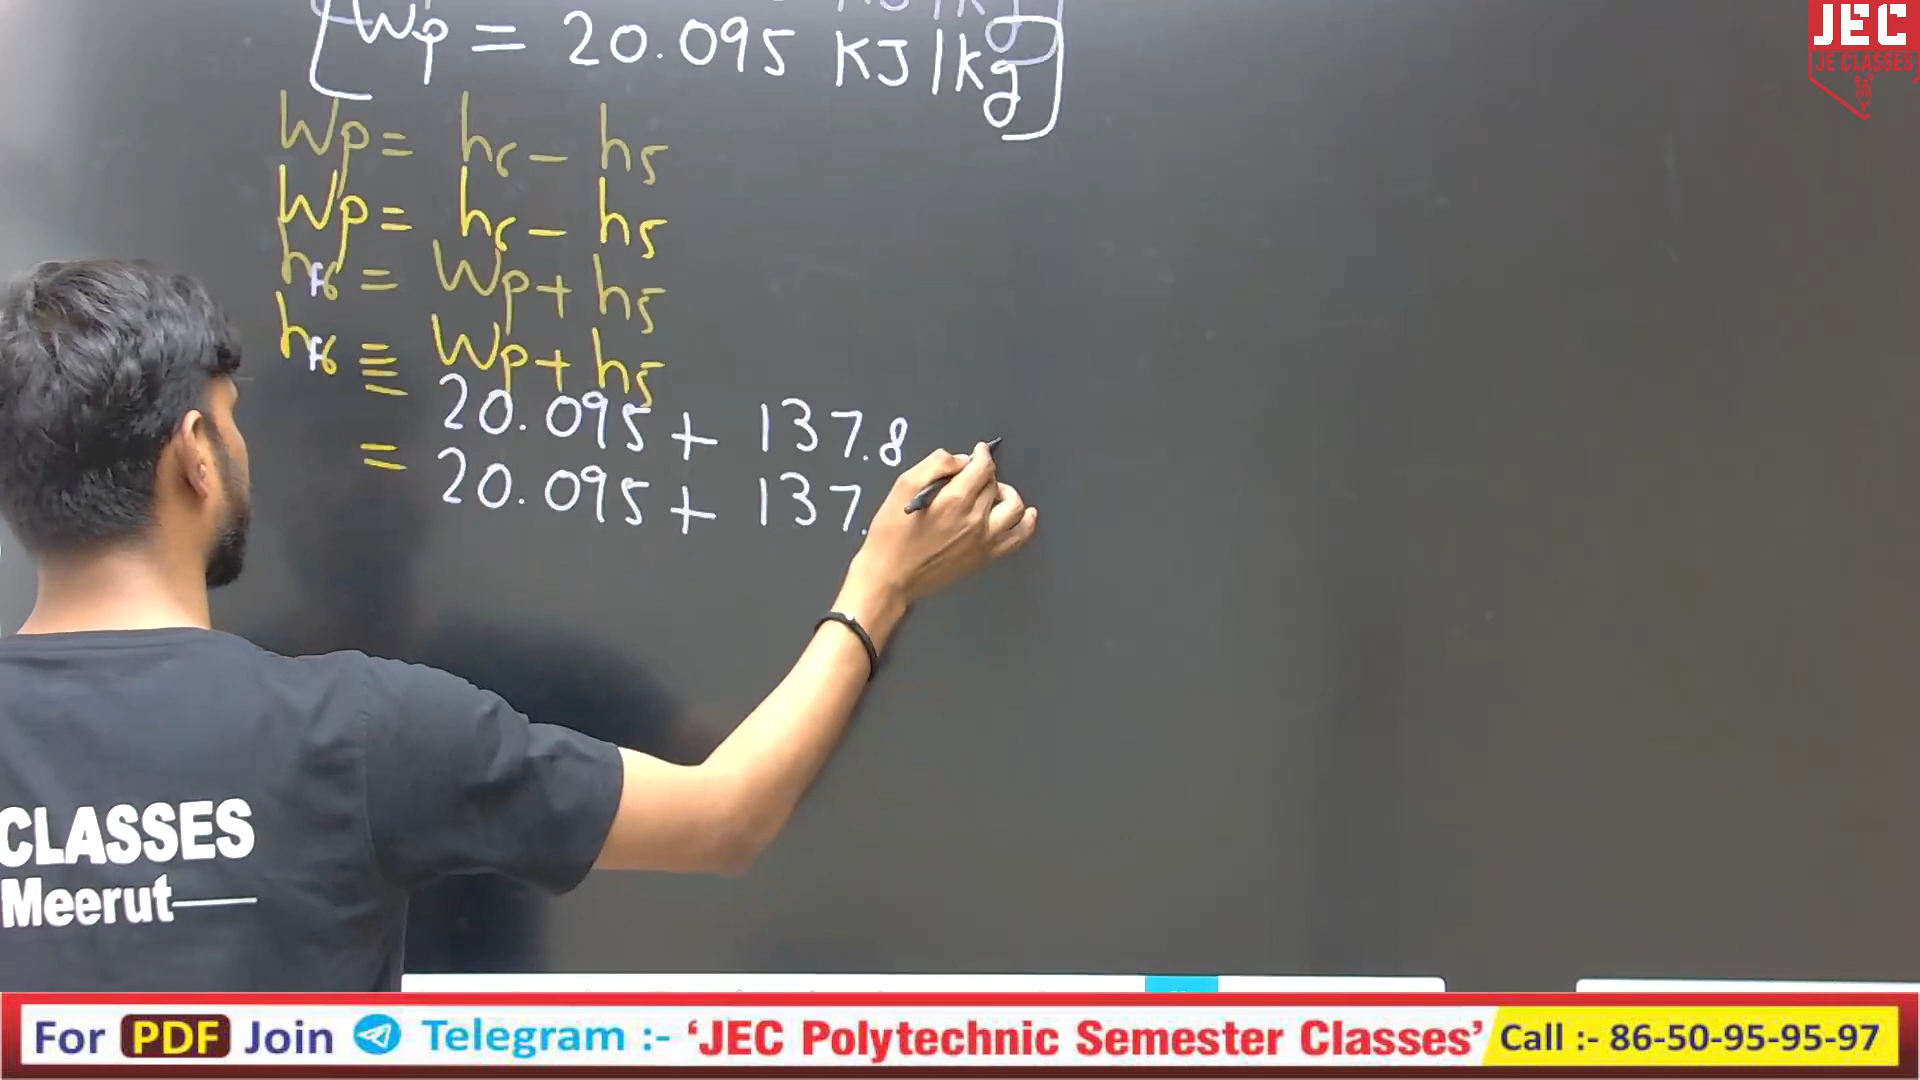 Wp = 20.095 KJ/kg
Wp = h6 - h5
Wp = h6 - h5
hF6 = Wp + h5
hF6 = Wp + h5
= 20.095 + 137.8
= 20.095 + 137.
JEC
JE CLASSES
CLASSES
Meerut
For PDF Join Telegram :- 'JEC Polytechnic Semester Classes'
Call :- 86-50-95-95-97